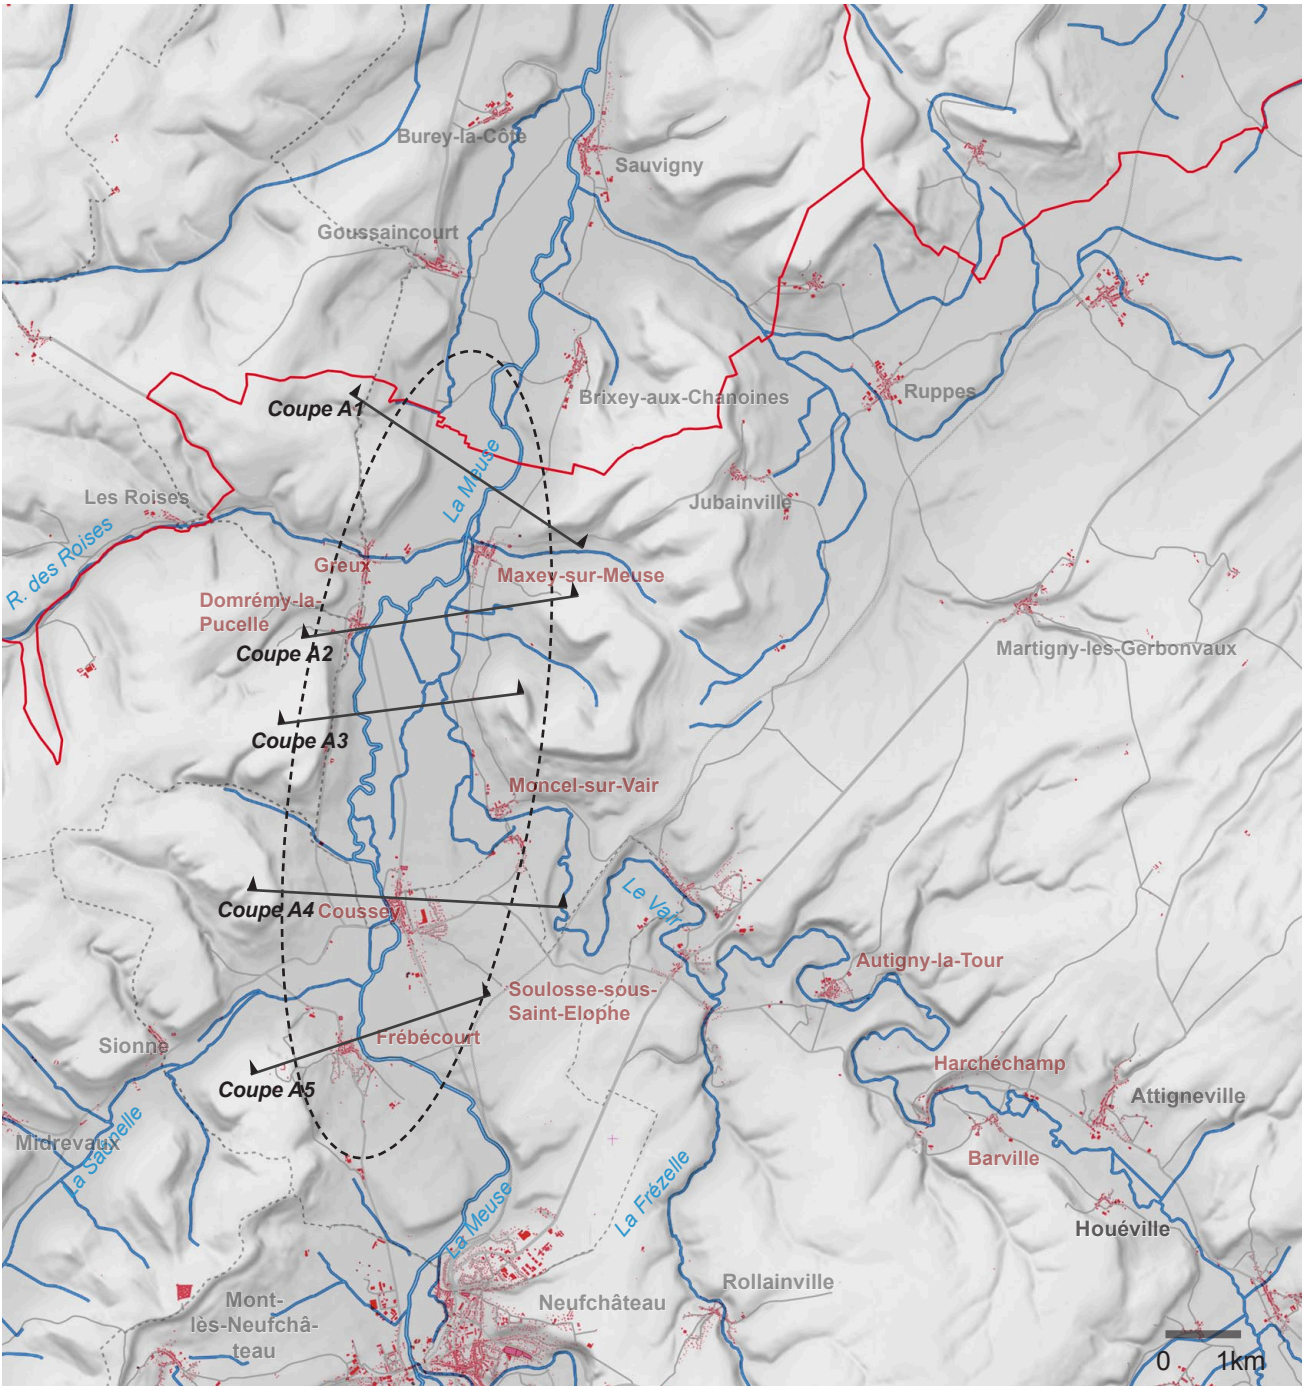 Burey-la-Côte
Sauvigny
Goussaincourt
Brixey-aux-Chanoines
Ruppes
Coupe A1
La Meuse
Les Roises
Jubainville
R. des Roises
Greux
Maxey-sur-Meuse
Domrémy-la-
Pucelle
Coupe A2
Martigny-les-Gerbonvaux
Coupe A3
Moncel-sur-Vair
Le Vair
Coupe A4
Coussey
Autigny-la-Tour
Soulosse-sous-
Saint-Elophe
Sionne
Frébécourt
Harchéchamp
Coupe A5
Attigneville
Midrevaux
La Saônelle
Barville
La Frézelle
La Meuse
Houéville
Rollainville
Mont-
lès-Neufchâ-
teau
Neufchâteau
0 1km